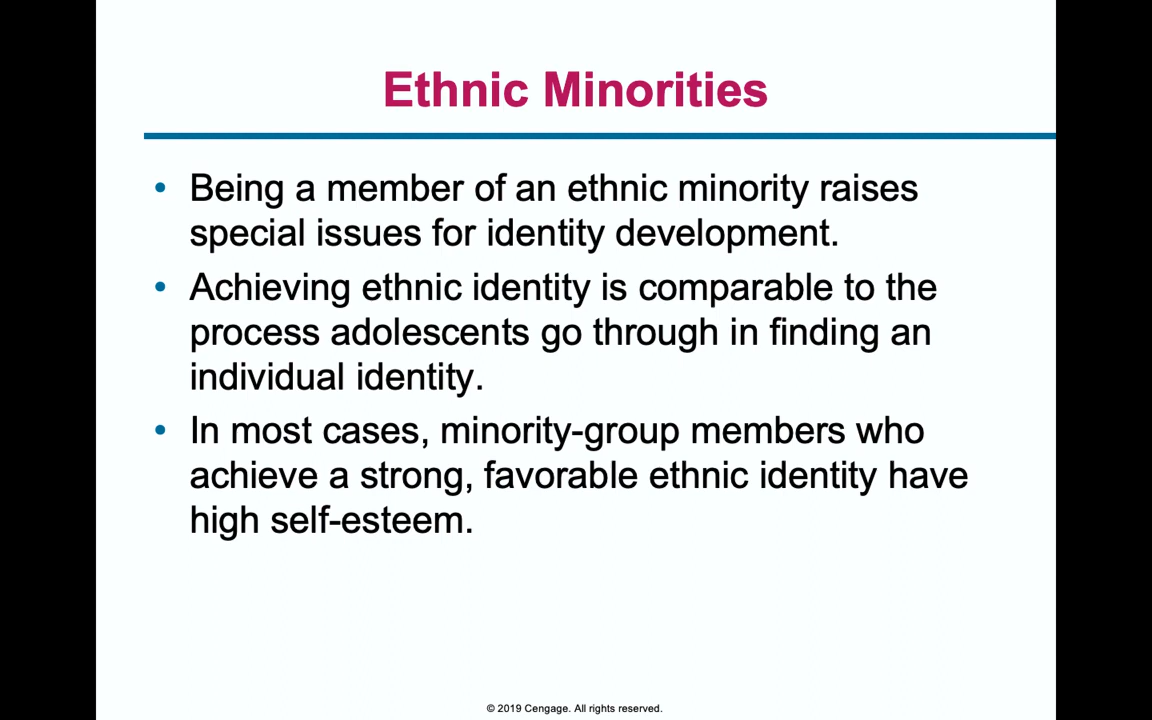 Ethnic Minorities
• Being a member of an ethnic minority raises
special issues for identity development.
• Achieving ethnic identity is comparable to the
process adolescents go through in finding an
individual identity.
• In most cases, minority-group members who
achieve a strong, favorable ethnic identity have
high self-esteem.
© 2019 Cengage. All rights reserved.